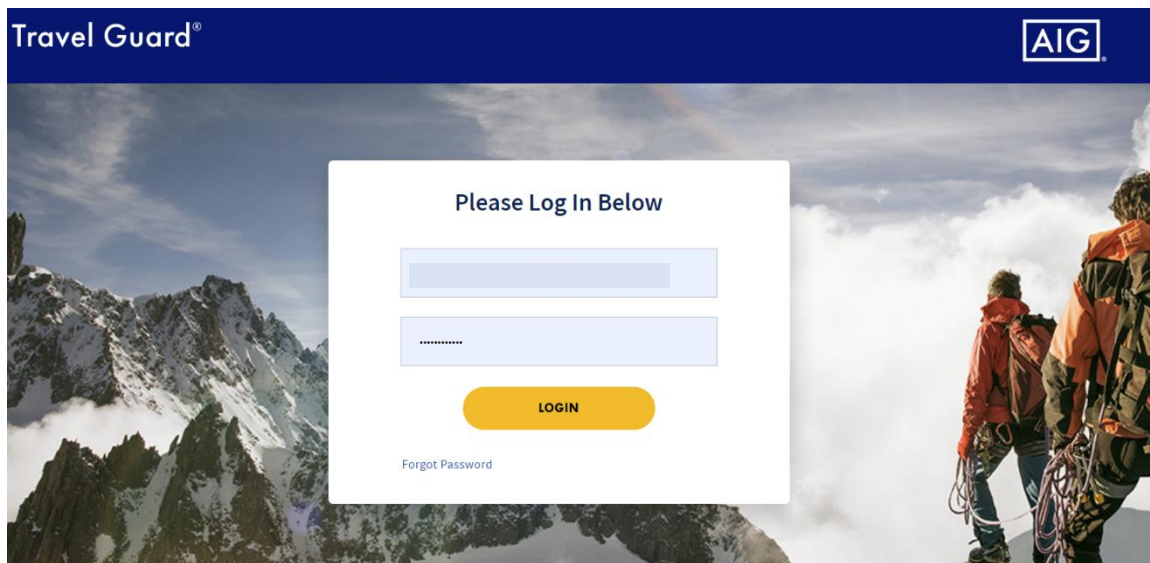 Travel Guard®
AIG®
Please Log In Below
............
LOGIN
Forgot Password